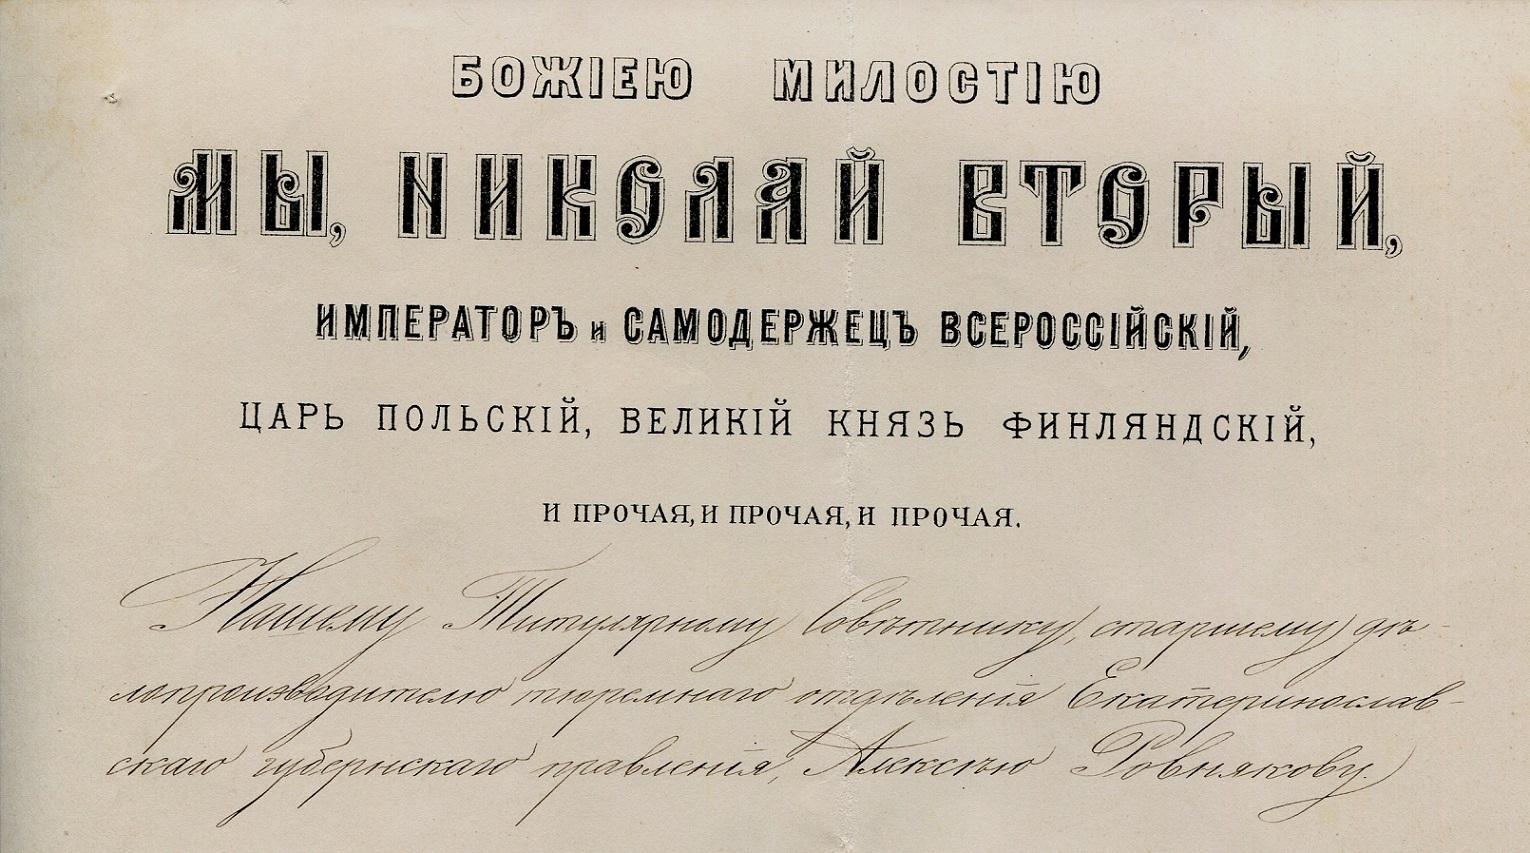 БОЖІЕЮ МИЛОСТІЮ
МЫ, НИКОЛАЙ ВТОРЫЙ,
ИМПЕРАТОРЪ и САМОДЕРЖЕЦЪ ВСЕРОССІЙСКІЙ,
ЦАРЬ ПОЛЬСКІЙ, ВЕЛИКІЙ КНЯЗЬ ФИНЛЯНДСКІЙ,
И ПРОЧАЯ, И ПРОЧАЯ, И ПРОЧАЯ.
Нашему Титулярному Совѣтнику, старшему дѣ-
лопроизводителю тюремнаго отдѣленія Екатеринослав-
скаго губернскаго правленія, Алексѣю Ровнякову.